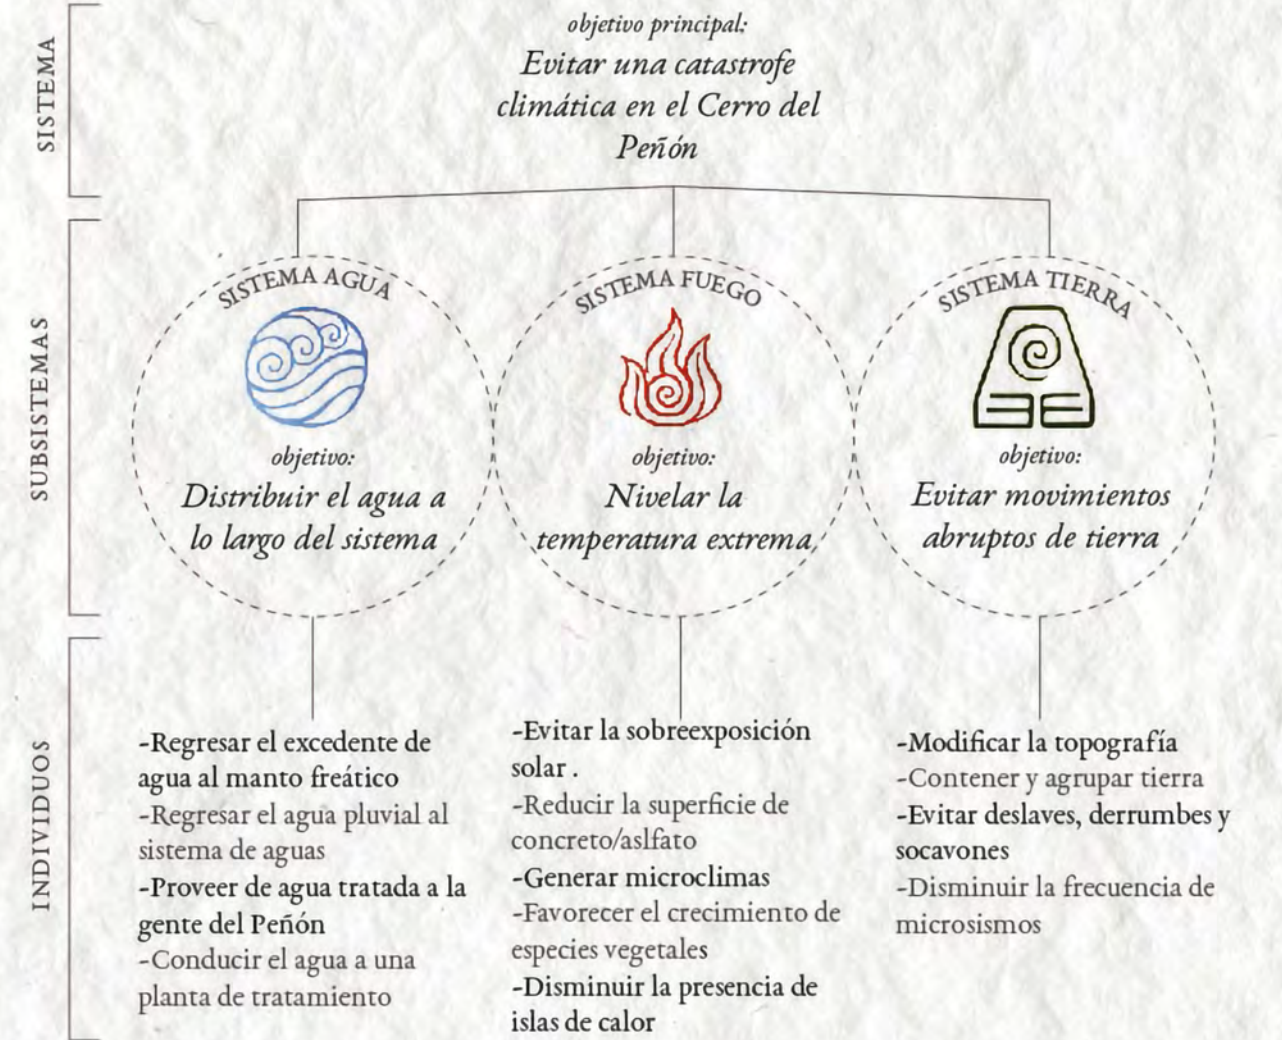 SISTEMA
objetivo principal:
Evitar una catastrofe
climática en el Cerro del
Peñón
SUBSISTEMAS
SISTEMA AGUA
objetivo:
Distribuir el agua a
lo largo del sistema
SISTEMA FUEGO
objetivo:
Nivelar la
temperatura extrema
SISTEMA TIERRA
objetivo:
Evitar movimientos
abruptos de tierra
INDIVIDUOS
-Regresar el excedente de
agua al manto freático
-Regresar el agua pluvial al
sistema de aguas
-Proveer de agua tratada a la
gente del Peñón
-Conducir el agua a una
planta de tratamiento
-Evitar la sobreexposición
solar .
-Reducir la superficie de
concreto/aslfato
-Generar microclimas
-Favorecer el crecimiento de
especies vegetales
-Disminuir la presencia de
islas de calor
-Modificar la topografía
-Contener y agrupar tierra
-Evitar deslaves, derrumbes y
socavones
-Disminuir la frecuencia de
microsismos